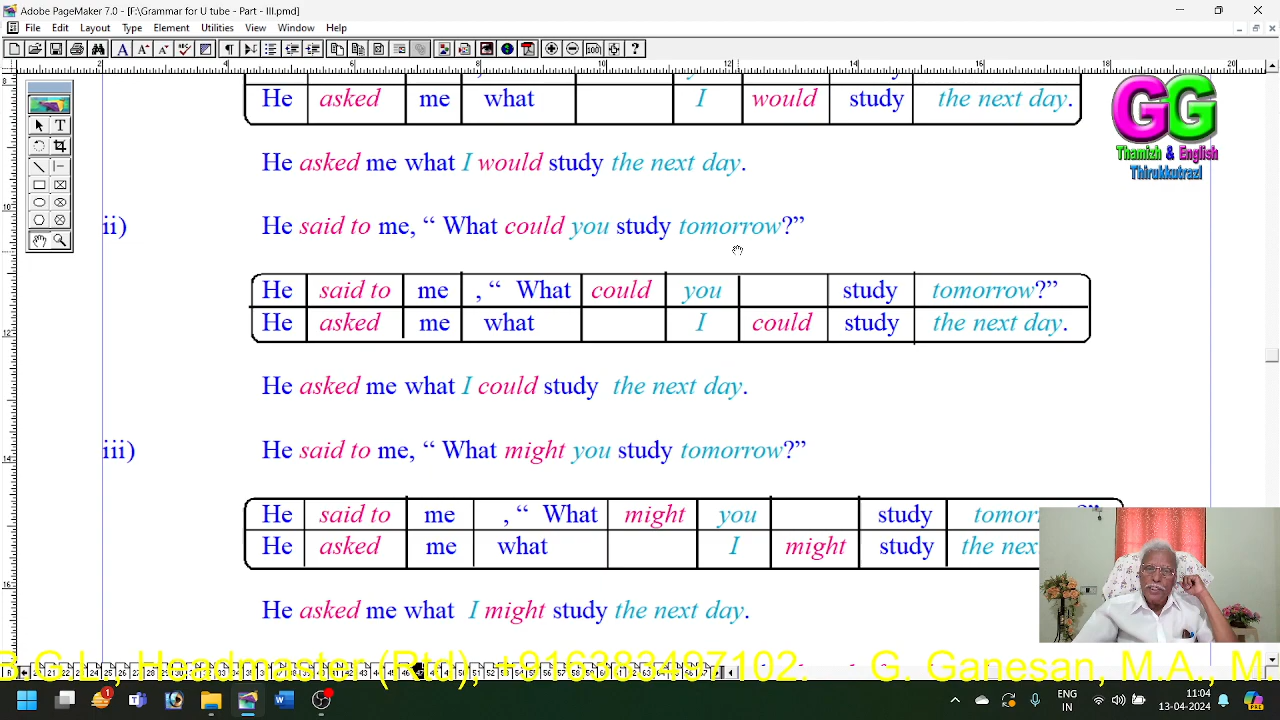 Adobe PageMaker 7.0 - [F:\Grammar for U tube - Part - III.pmd]
File Edit Layout Type Element Utilities View Window Help
He asked me what I would study the next day.
GG
Thamizh & English
Thirukkutrazi
He asked me what I would study the next day.
ii) He said to me, “ What could you study tomorrow?”
He said to me , “ What could you study tomorrow?”
He asked me what I could study the next day.
He asked me what I could study the next day.
iii) He said to me, “ What might you study tomorrow?”
He said to me , “ What might you study
He asked me what I might study the
He asked me what I might study the next day.
Headmaster (Rtd), +916383497102. G. Ganesan, M.A., M.
ENG
IN
11:04
13-04-2024